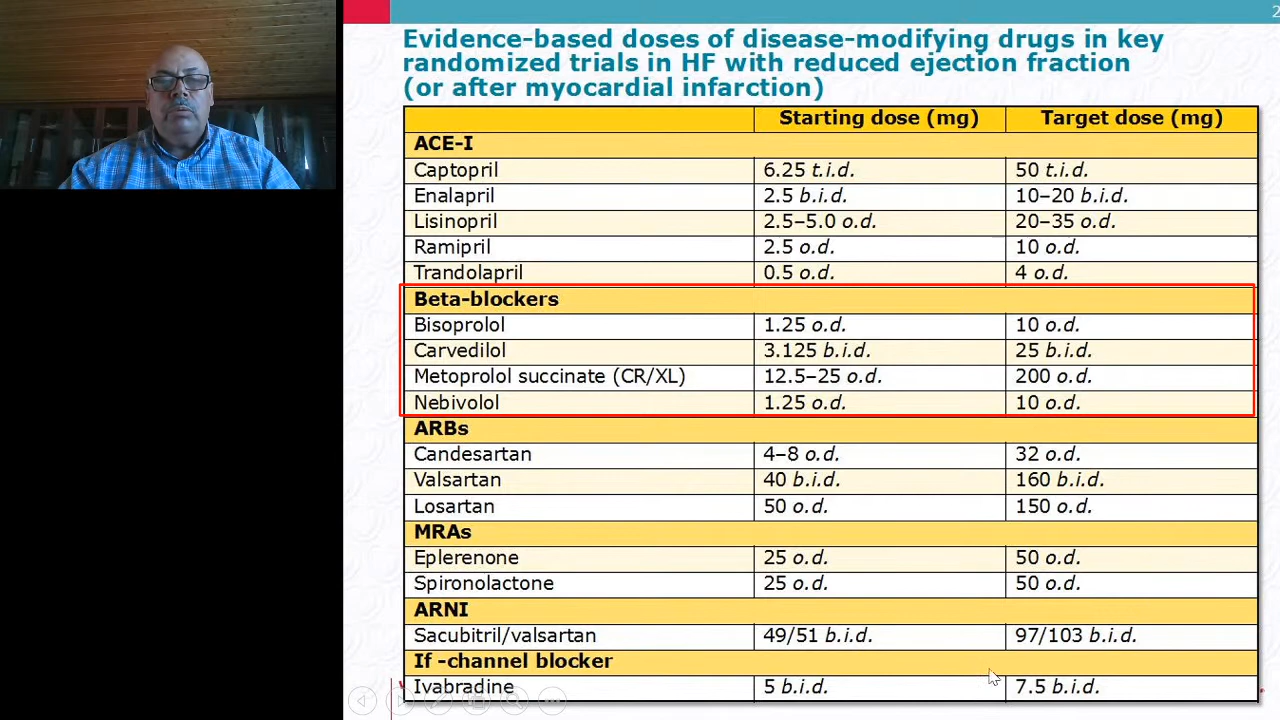 2
Evidence-based doses of disease-modifying drugs in key
randomized trials in HF with reduced ejection fraction
(or after myocardial infarction)
Starting dose (mg) Target dose (mg)
ACE-I
Captopril 6.25 t.i.d. 50 t.i.d.
Enalapril 2.5 b.i.d. 10–20 b.i.d.
Lisinopril 2.5–5.0 o.d. 20–35 o.d.
Ramipril 2.5 o.d. 10 o.d.
Trandolapril 0.5 o.d. 4 o.d.
Beta-blockers
Bisoprolol 1.25 o.d. 10 o.d.
Carvedilol 3.125 b.i.d. 25 b.i.d.
Metoprolol succinate (CR/XL) 12.5–25 o.d. 200 o.d.
Nebivolol 1.25 o.d. 10 o.d.
ARBs
Candesartan 4–8 o.d. 32 o.d.
Valsartan 40 b.i.d. 160 b.i.d.
Losartan 50 o.d. 150 o.d.
MRAs
Eplerenone 25 o.d. 50 o.d.
Spironolactone 25 o.d. 50 o.d.
ARNI
Sacubitril/valsartan 49/51 b.i.d. 97/103 b.i.d.
If -channel blocker
Ivabradine 5 b.i.d. 7.5 b.i.d.